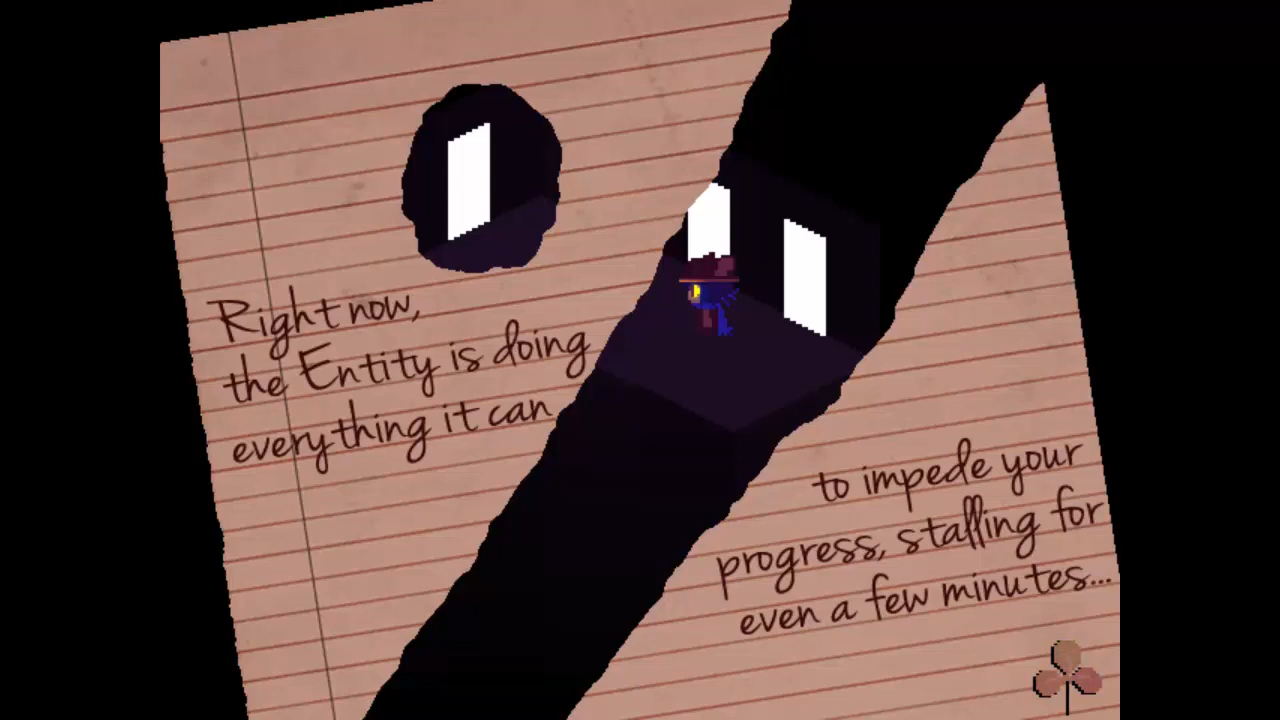 Right now,
the Entity is doing
everything it can
to impede your
progress, stalling for
even a few minutes...